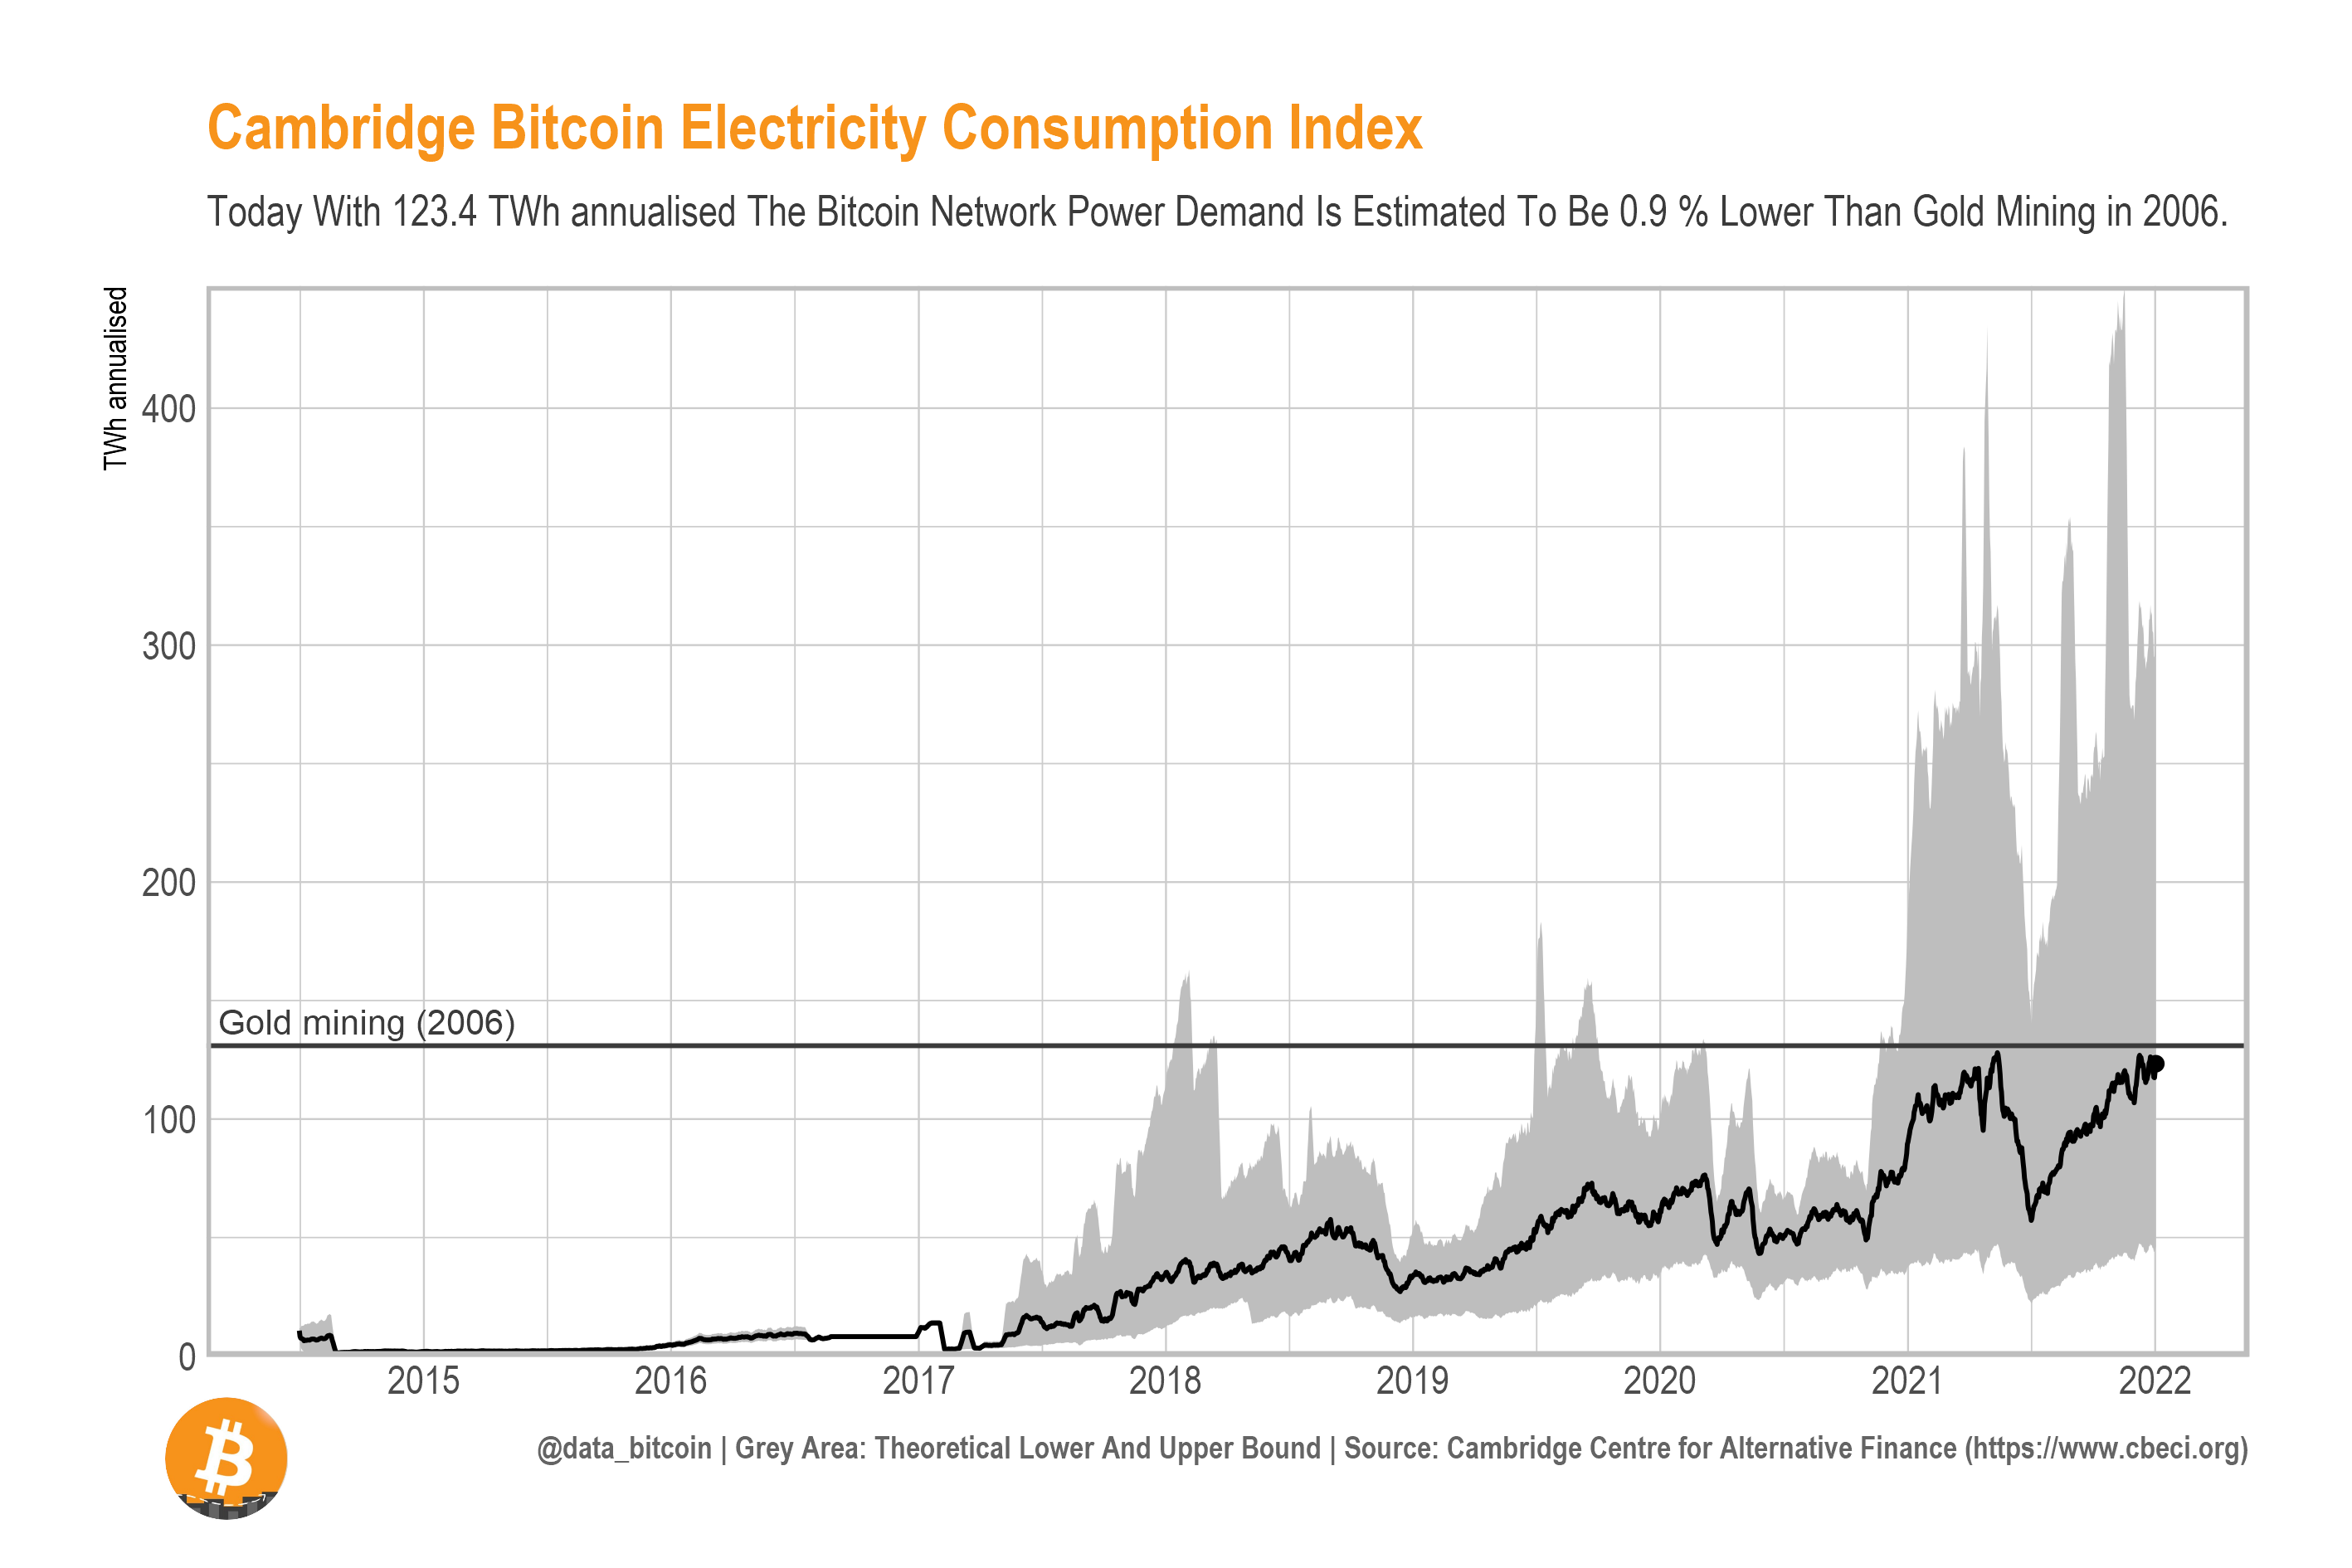 Cambridge Bitcoin Electricity Consumption Index
Today With 123.4 TWh annualised The Bitcoin Network Power Demand Is Estimated To Be 0.9 % Lower Than Gold Mining in 2006.
TWh annualised
400
300
200
Gold mining (2006)
100
0
2015 2016 2017 2018 2019 2020 2021 2022
@data_bitcoin | Grey Area: Theoretical Lower And Upper Bound | Source: Cambridge Centre for Alternative Finance (https://www.cbeci.org)